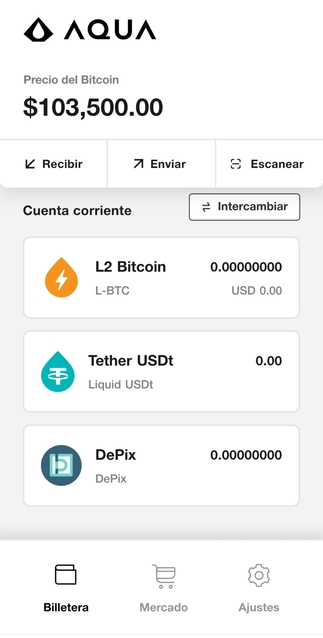 AQUA
Precio del Bitcoin
$103,500.00
Recibir Enviar Escanear
Cuenta corriente Intercambiar
L2 Bitcoin 0.00000000
L-BTC USD 0.00
Tether USDt 0.00
Liquid USDt
DePix 0.00000000
DePix
Billetera Mercado Ajustes